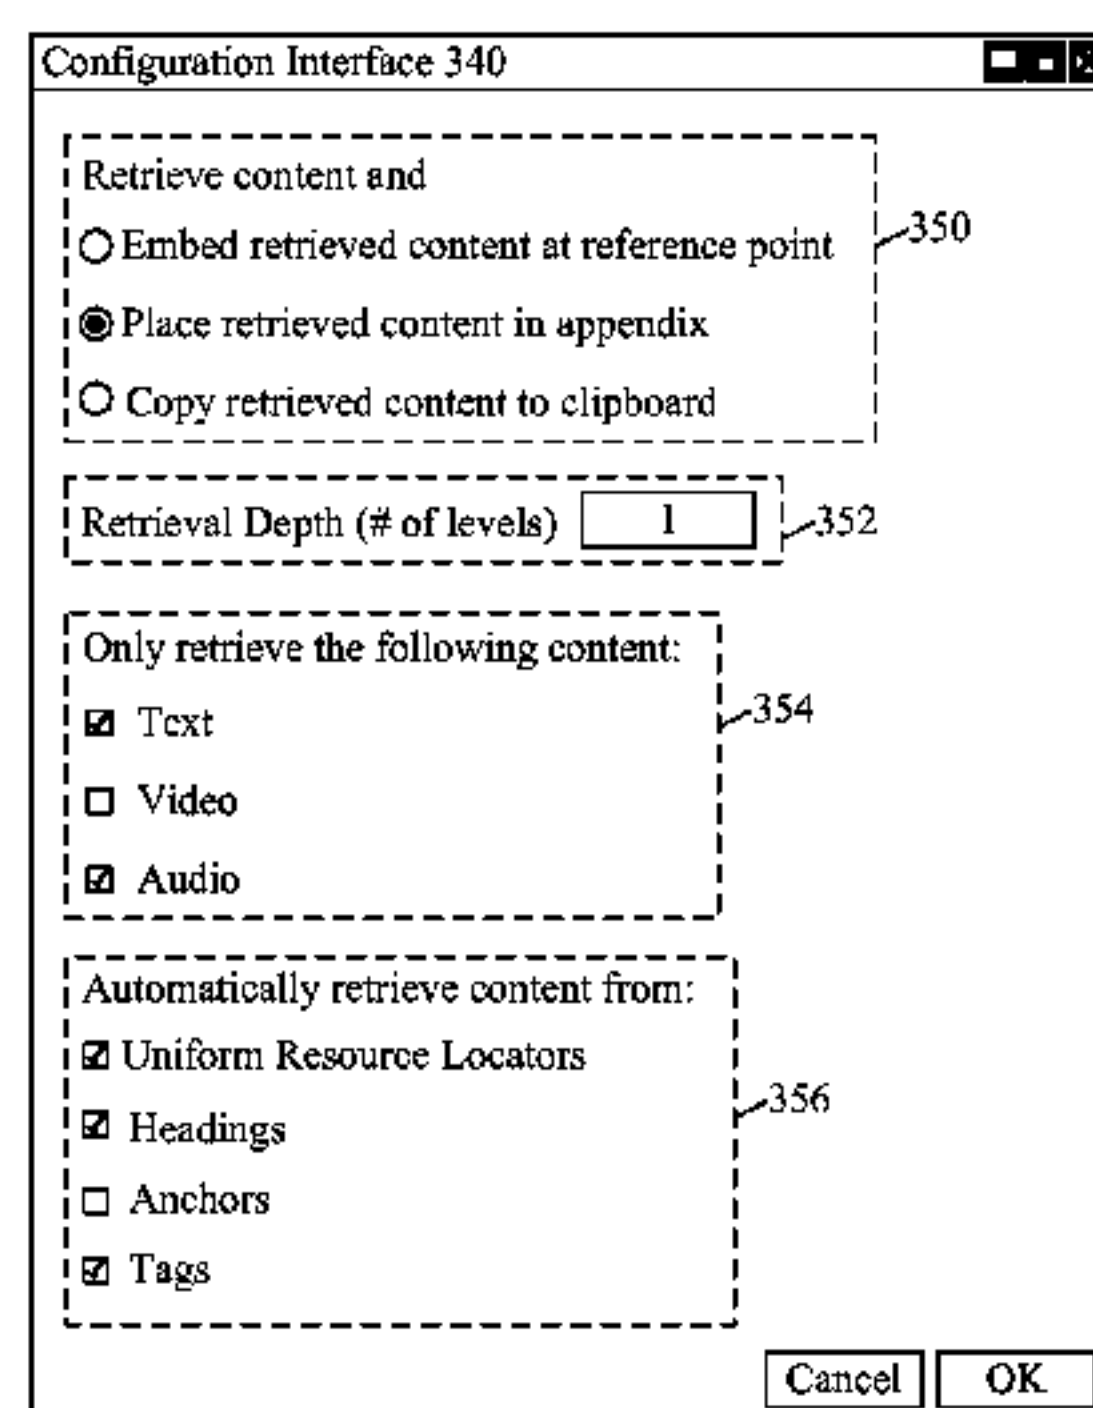 Configuration Interface 340
Retrieve content and
Embed retrieved content at reference point
350
Place retrieved content in appendix
Copy retrieved content to clipboard
Retrieval Depth (# of levels) 1
352
Only retrieve the following content:
Text
354
Video
Audio
Automatically retrieve content from:
Uniform Resource Locators
356
Headings
Anchors
Tags
Cancel OK